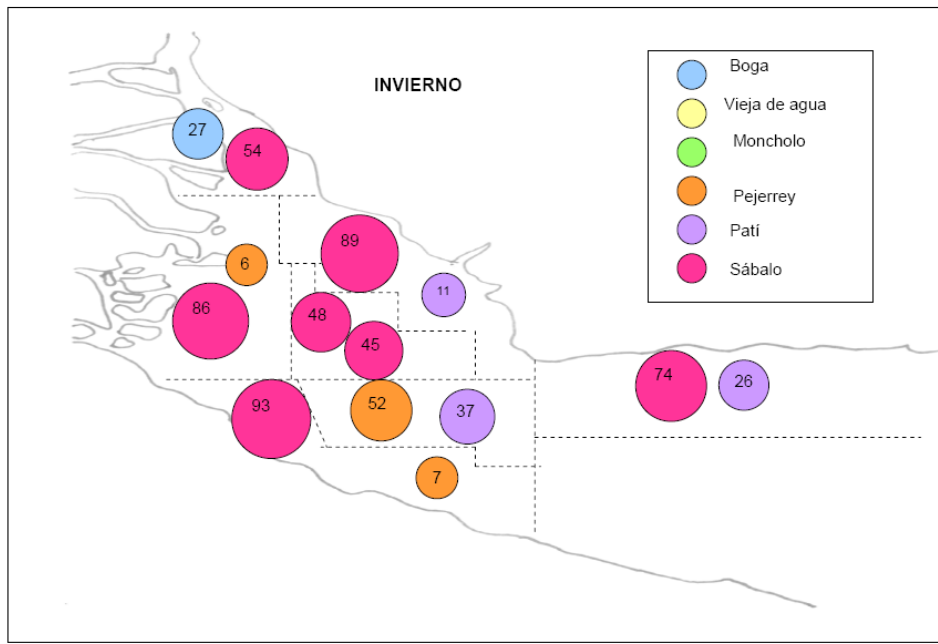 INVIERNO
Boga
Vieja de agua
Moncholo
Pejerrey
Patí
Sábalo
27
54
89
6
11
86
48
45
74
26
93
52
37
7